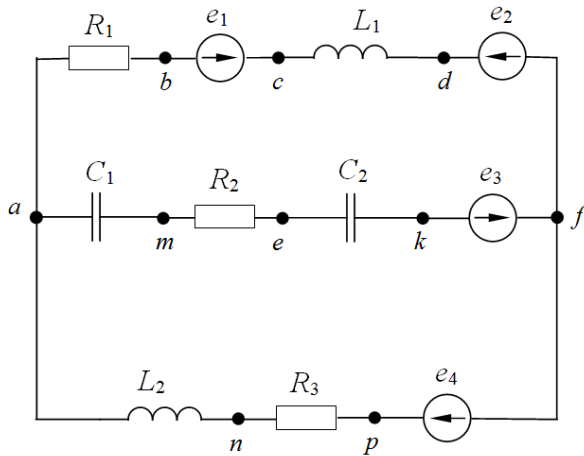 R₁ e₁ L₁ e₂
b c d
C₁ R₂ C₂ e₃
a f
m e k
L₂ R₃ e₄
n p